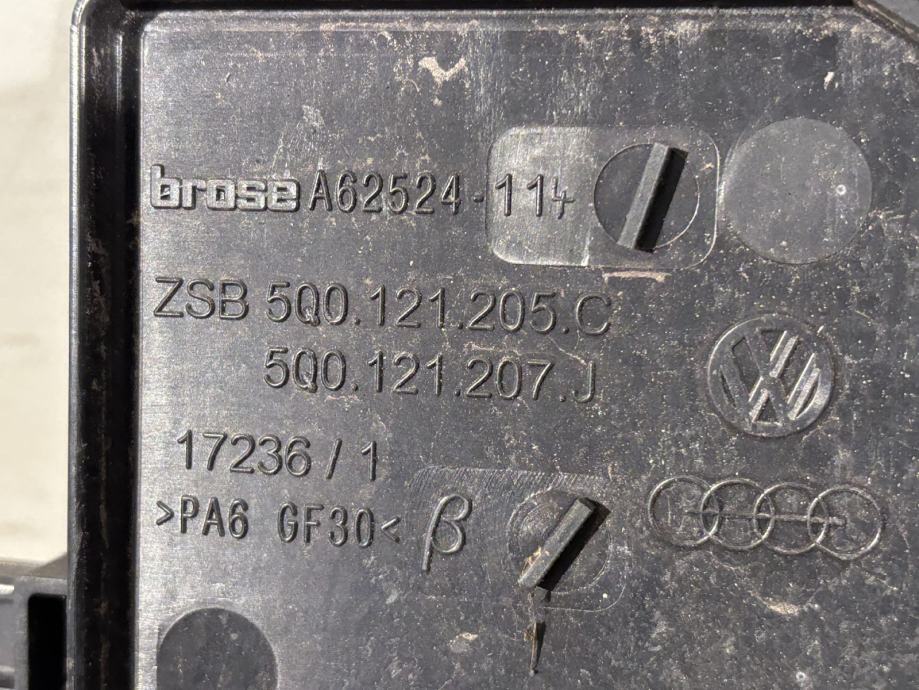 brose A62524-114
ZSB 5Q0.121.205.C
5Q0.121.207.J
17236/1
>PA6 GF30< β